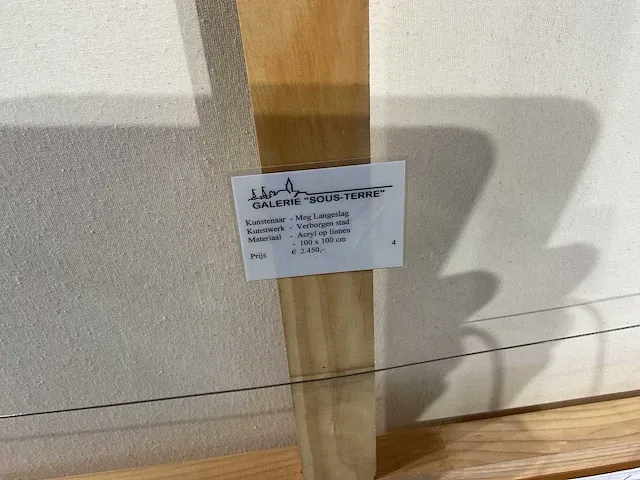 GALERIE "SOUS-TERRE"
Kunstenaar - Meg Langeslag
Kunstwerk - Verborgen stad
Materiaal - Acryl op linnen
- 100 x 100 cm 4
Prijs € 2.450,-